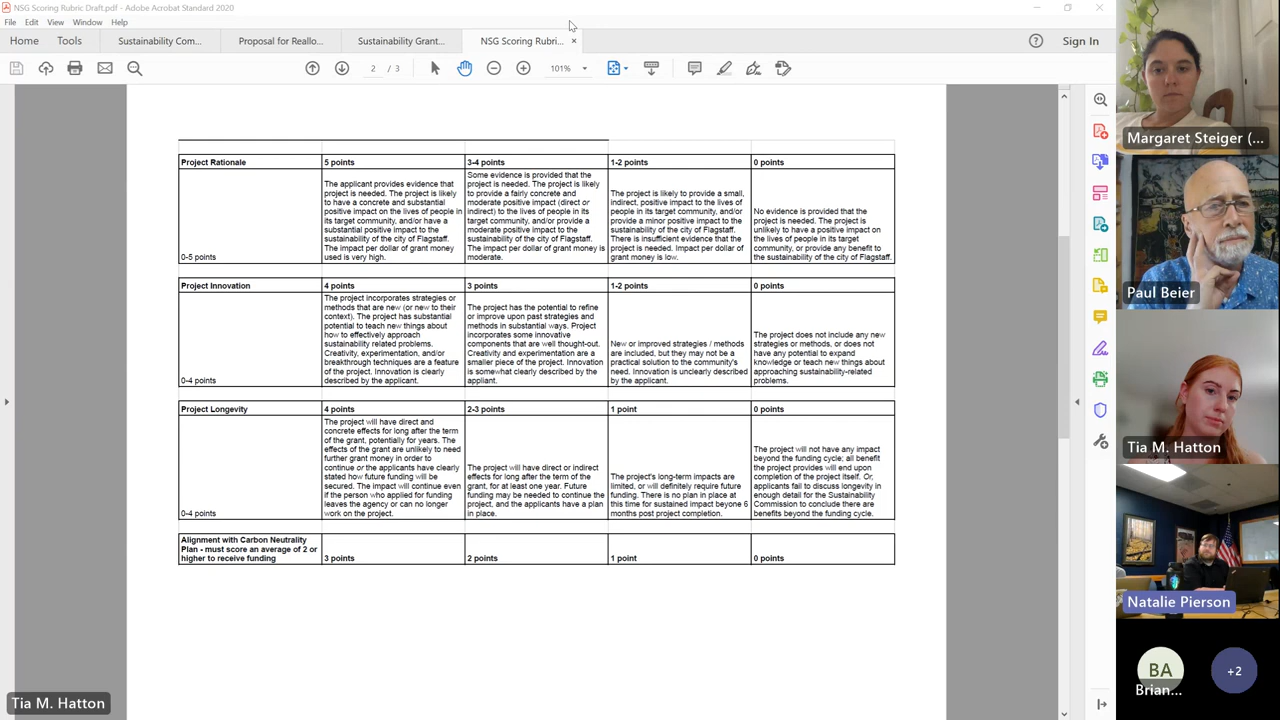 NSG Scoring Rubric Draft.pdf - Adobe Acrobat Standard 2020
File Edit View Window Help
Home Tools Sustainability Com... Proposal for Reallo... Sustainability Grant... NSG Scoring Rubri... × Sign In
2 / 3 101%
Project Rationale 5 points 3-4 points 1-2 points 0 points
0-5 points
The applicant provides evidence that
project is needed. The project is likely
to have a concrete and substantial
positive impact on the lives of people in
its target community, and/or have a
substantial positive impact to the
sustainability of the city of Flagstaff.
The impact per dollar of grant money
used is very high.
Some evidence is provided that the
project is needed. The project is likely
to provide a fairly concrete and
moderate positive impact (direct or
indirect) to the lives of people in its
target community, and/or provide a
moderate positive impact to the
sustainability of the city of Flagstaff.
The impact per dollar of grant money is
moderate.
The project is likely to provide a small,
indirect, positive impact to the lives of
people in its target community, and/or
provide a minor positive impact to the
sustainability of the city of Flagstaff.
There is insufficient evidence that the
project is needed. Impact per dollar of
grant money is low.
No evidence is provided that the
project is needed. The project is
unlikely to have a positive impact on
the lives of people in its target
community, or provide any benefit to
the sustainability of the city of Flagstaff.
Project Innovation 4 points 3 points 1-2 points 0 points
0-4 points
The project incorporates strategies or
methods that are new (or new to their
context). The project has substantial
potential to teach new things about
how to effectively approach
sustainability related problems.
Creativity, experimentation, and/or
breakthrough techniques are a feature
of the project. Innovation is clearly
described by the applicant.
The project has the potential to refine
or improve upon past strategies and
methods in substantial ways. Project
incorporates some innovative
components that are well thought-out.
Creativity and experimentation are a
smaller piece of the project. Innovation
is somewhat clearly described by the
appliant.
New or improved strategies / methods
are included, but they may not be a
practical solution to the community's
need. Innovation is unclearly described
by the applicant.
The project does not include any new
strategies or methods, or does not
have any potential to expand
knowledge or teach new things about
approaching sustainability-related
problems.
Project Longevity 4 points 2-3 points 1 point 0 points
0-4 points
The project will have direct and
concrete effects for long after the term
of the grant, potentially for years. The
effects of the grant are unlikely to need
further grant money in order to
continue or the applicants have clearly
stated how future funding will be
secured. The impact will continue even
if the person who applied for funding
leaves the agency or can no longer
work on the project.
The project will have direct or indirect
effects for long after the term of the
grant, for at least one year. Future
funding may be needed to continue the
project, and the applicants have a plan
in place.
The project's long-term impacts are
limited, or will definitely require future
funding. There is no plan in place at
this time for sustained impact beyond 6
months post project completion.
The project will not have any impact
beyond the funding cycle; all benefit
the project provides will end upon
completion of the project itself. Or,
applicants fail to discuss longevity in
enough detail for the Sustainability
Commission to conclude there are
benefits beyond the funding cycle.
Alignment with Carbon Neutrality
Plan - must score an average of 2 or
higher to receive funding
3 points 2 points 1 point 0 points
Tia M. Hatton
Margaret Steiger (...
Paul Beier
Tia M. Hatton
Natalie Pierson
BA
Brian...
+2